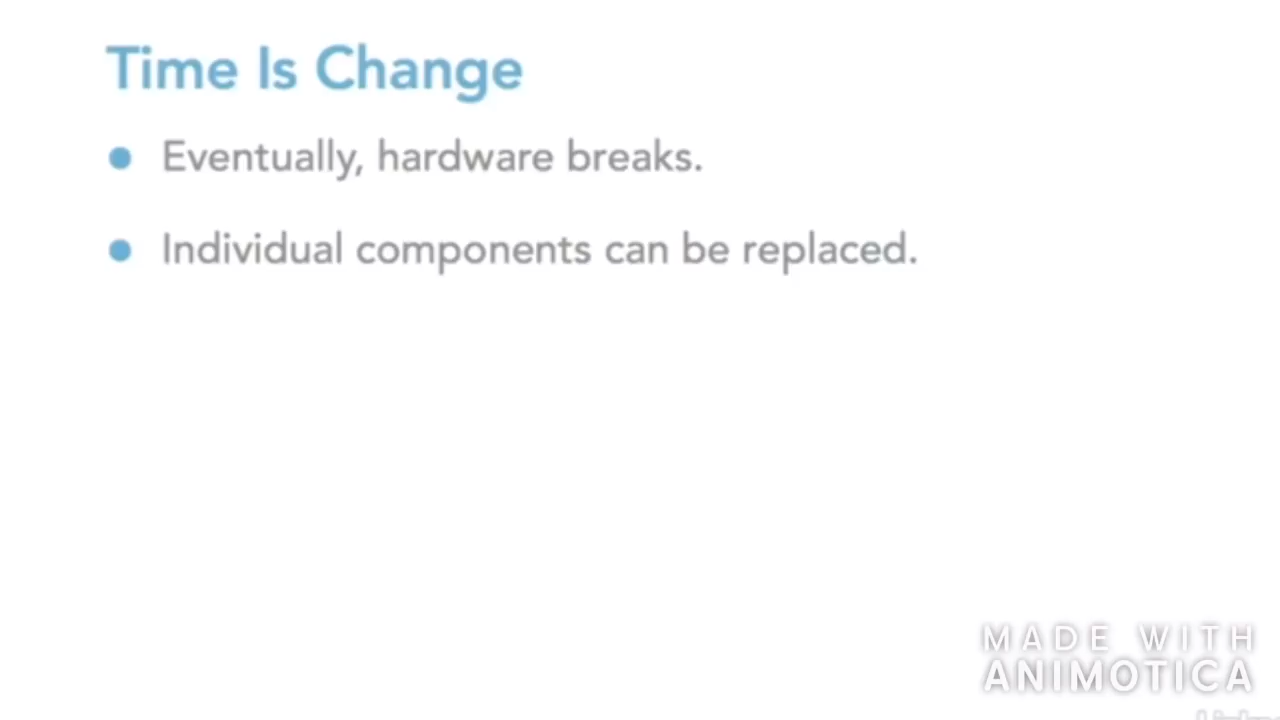 Time Is Change
Eventually, hardware breaks.
Individual components can be replaced.
MADE WITH
ANIMOTICA